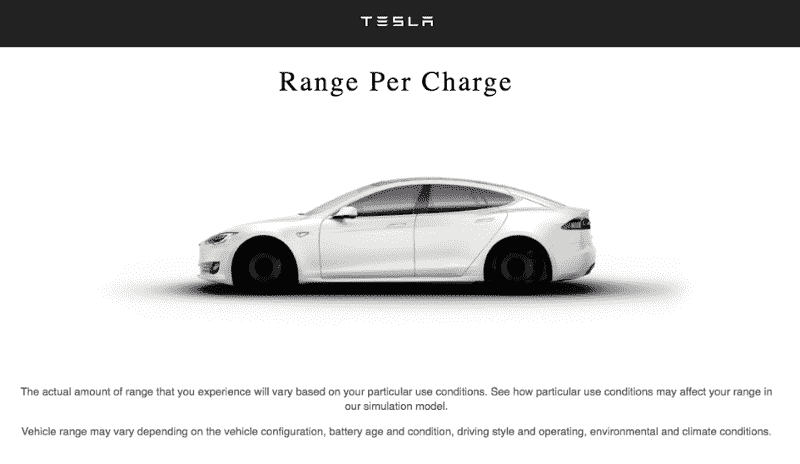 TESLA
Range Per Charge
The actual amount of range that you experience will vary based on your particular use conditions. See how particular use conditions may affect your range in
our simulation model.
Vehicle range may vary depending on the vehicle configuration, battery age and condition, driving style and operating, environmental and climate conditions.